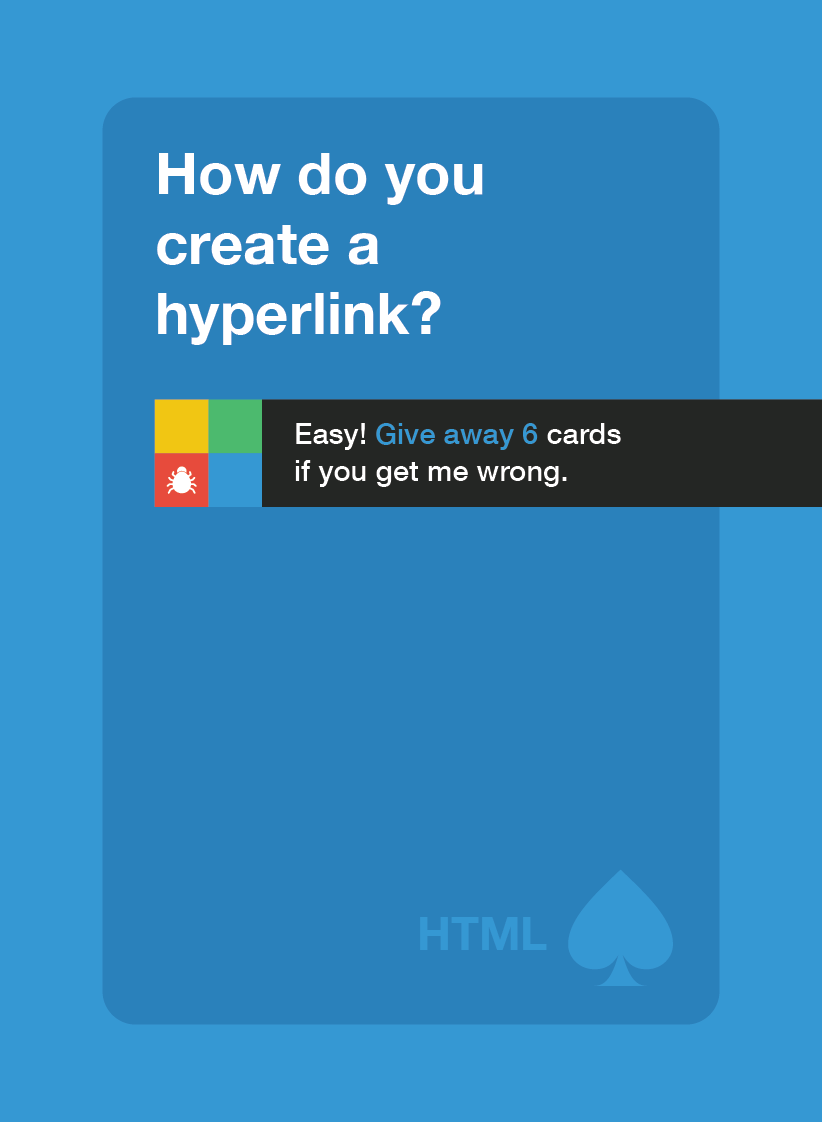 How do you
create a
hyperlink?
Easy! Give away 6 cards
if you get me wrong.
HTML